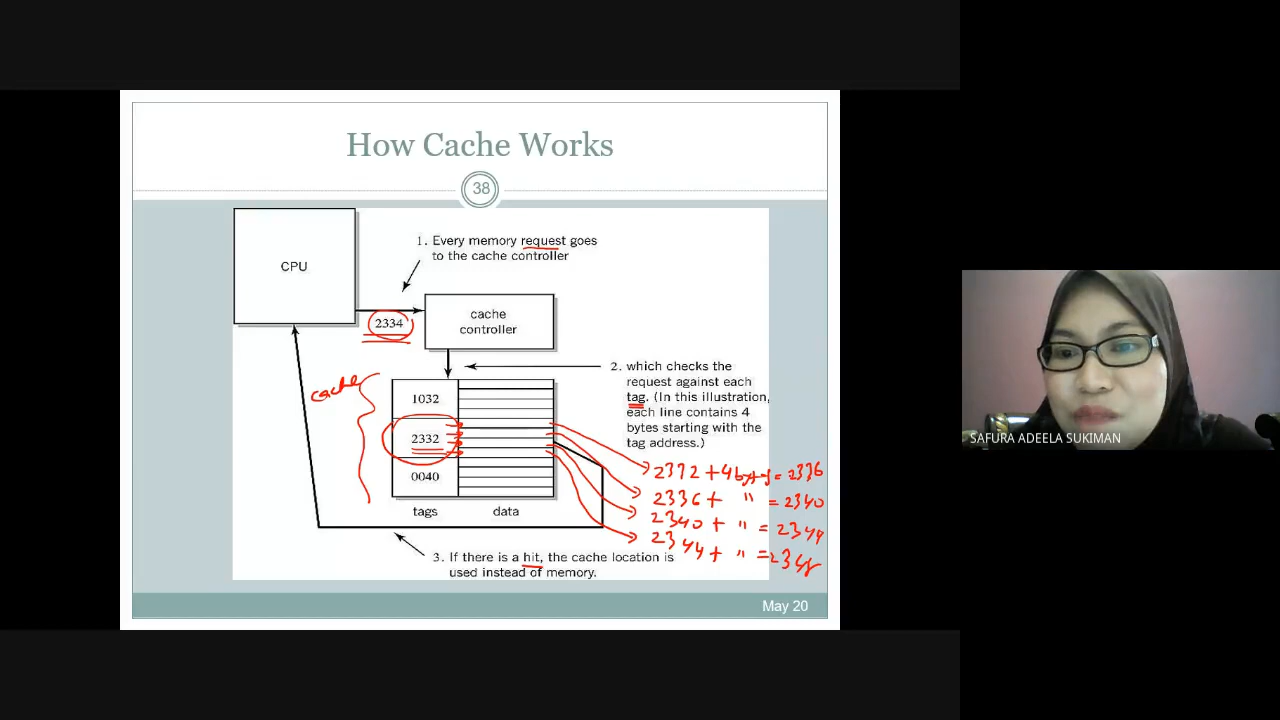 How Cache Works
38
1. Every memory request goes
to the cache controller
CPU
2334
cache
controller
cache
2. which checks the
request against each
tag. (In this illustration,
each line contains 4
bytes starting with the
tag address.)
1032
2332
0040
tags
data
2332 + 4 bytes = 2336
2336 + " = 2340
2340 + " = 2344
2344 + " = 2348
3. If there is a hit, the cache location is
used instead of memory.
May 20
SAFURA ADEELA SUKIMAN